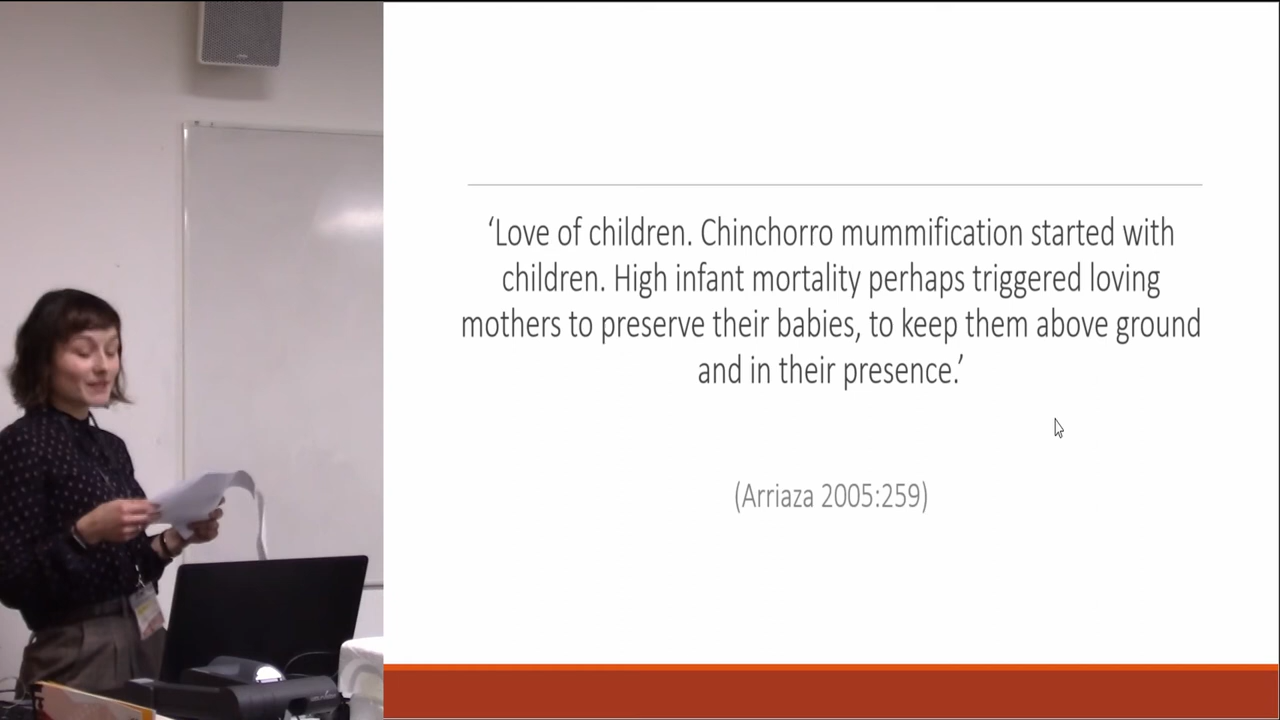 ‘Love of children. Chinchorro mummification started with
children. High infant mortality perhaps triggered loving
mothers to preserve their babies, to keep them above ground
and in their presence.’
(Arriaza 2005:259)